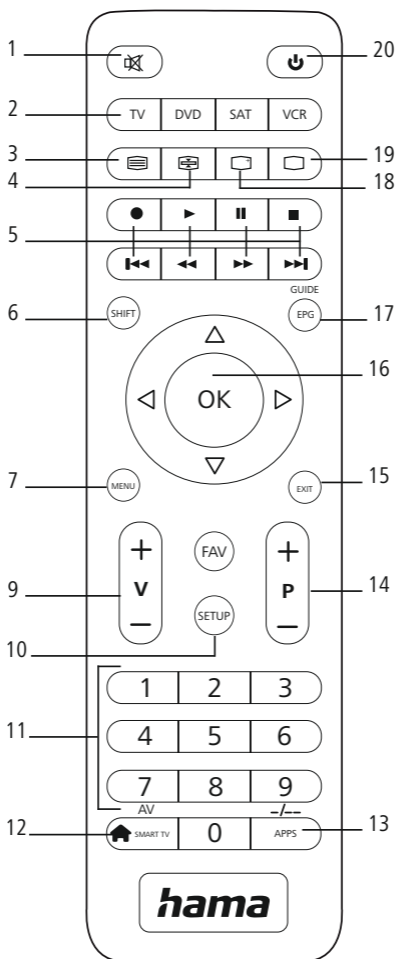 1 20
2 TV DVD SAT VCR
3 19
4 18
5
GUIDE
6 SHIFT EPG 17
16
OK
7 MENU EXIT 15
+ FAV +
9 V P 14
– SETUP –
10
1 2 3
11 4 5 6
7 8 9
AV -/--
12 SMART TV 0 APPS 13
hama